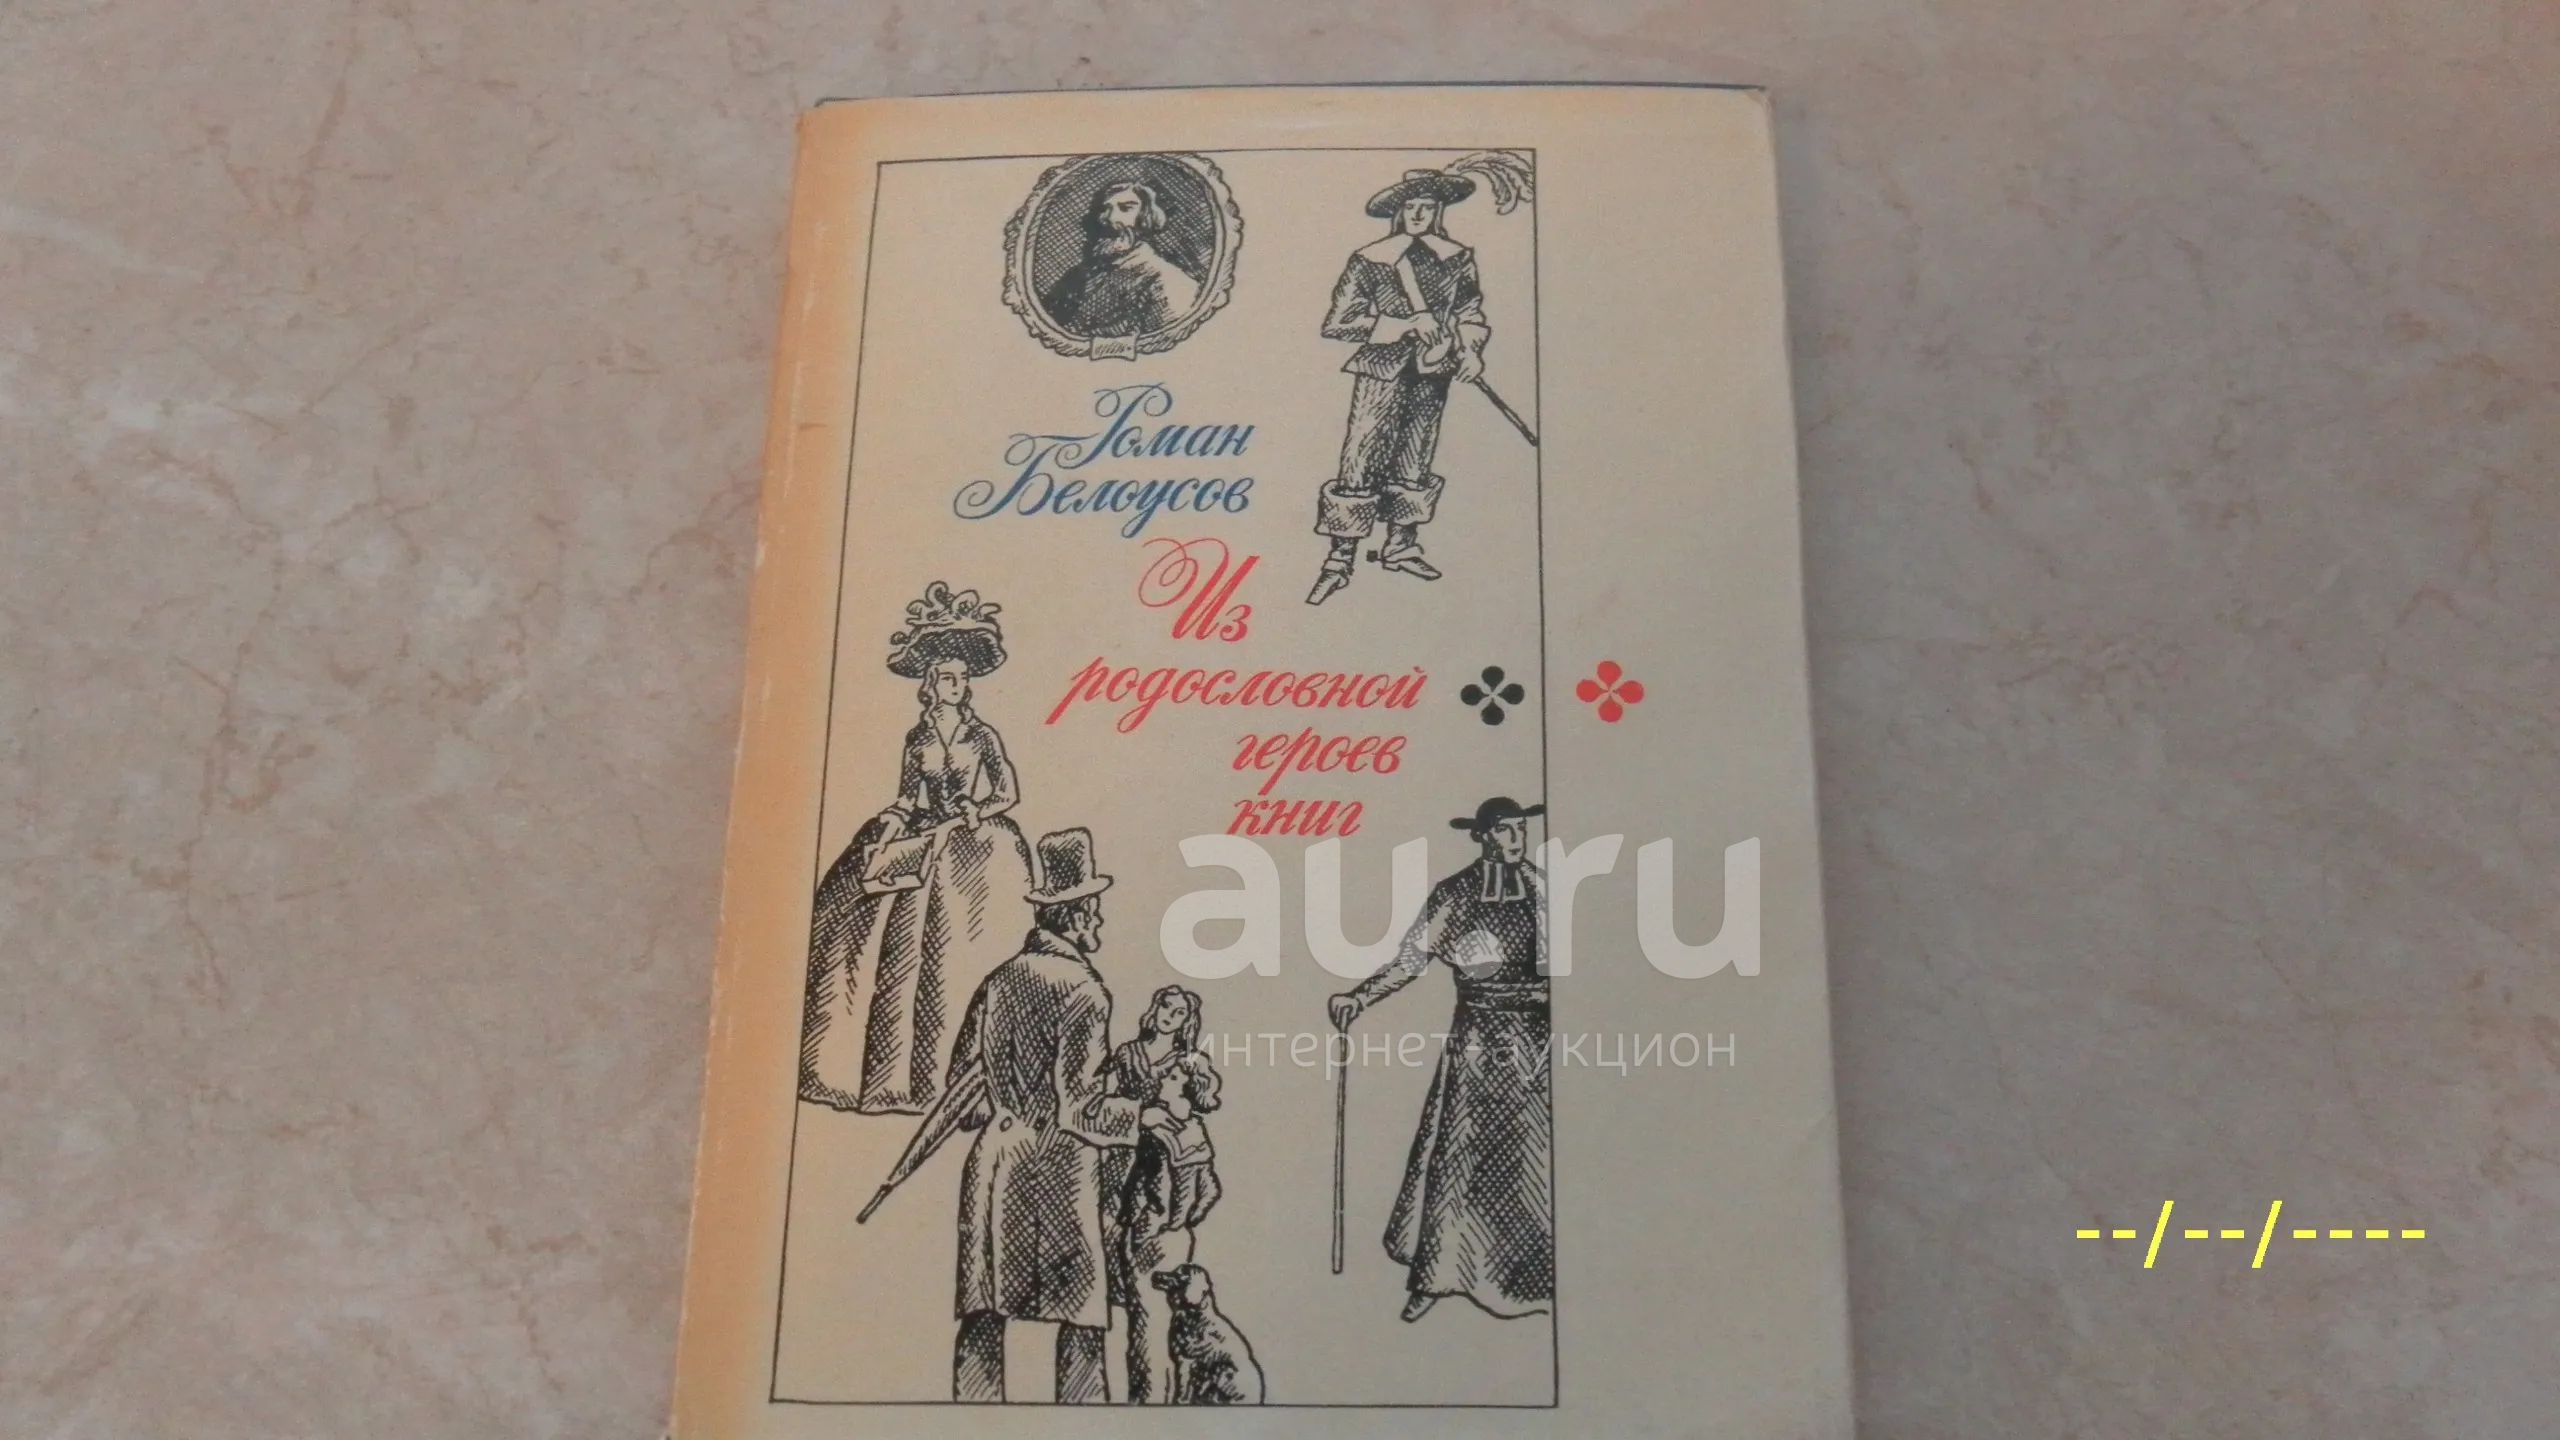 Роман
Белоусов
Из
родословной
героев
книг
au.ru
интернет-аукцион
--/--/----